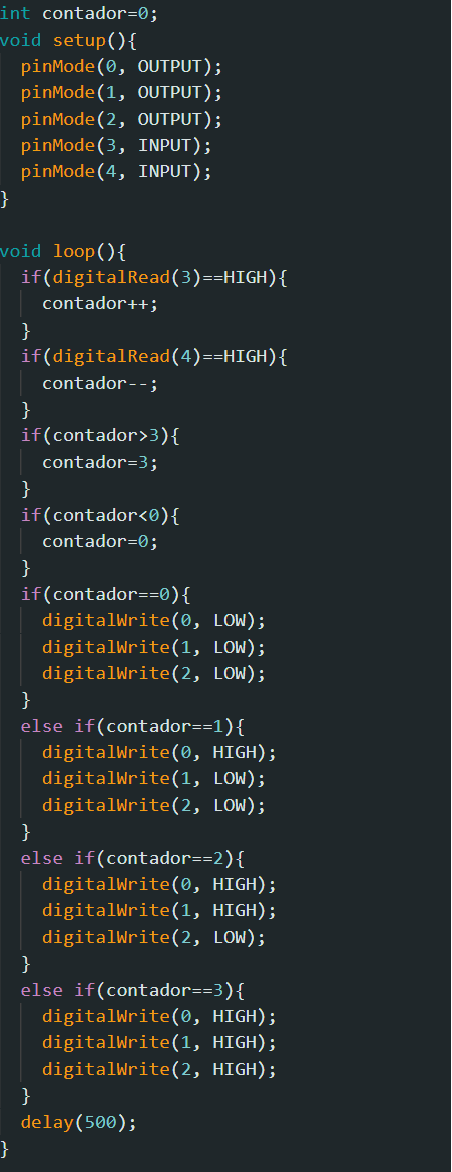 int contador=0;
void setup(){
  pinMode(0, OUTPUT);
  pinMode(1, OUTPUT);
  pinMode(2, OUTPUT);
  pinMode(3, INPUT);
  pinMode(4, INPUT);
}

void loop(){
  if(digitalRead(3)==HIGH){
    contador++;
  }
  if(digitalRead(4)==HIGH){
    contador--;
  }
  if(contador>3){
    contador=3;
  }
  if(contador<0){
    contador=0;
  }
  if(contador==0){
    digitalWrite(0, LOW);
    digitalWrite(1, LOW);
    digitalWrite(2, LOW);
  }
  else if(contador==1){
    digitalWrite(0, HIGH);
    digitalWrite(1, LOW);
    digitalWrite(2, LOW);
  }
  else if(contador==2){
    digitalWrite(0, HIGH);
    digitalWrite(1, HIGH);
    digitalWrite(2, LOW);
  }
  else if(contador==3){
    digitalWrite(0, HIGH);
    digitalWrite(1, HIGH);
    digitalWrite(2, HIGH);
  }
  delay(500);
}